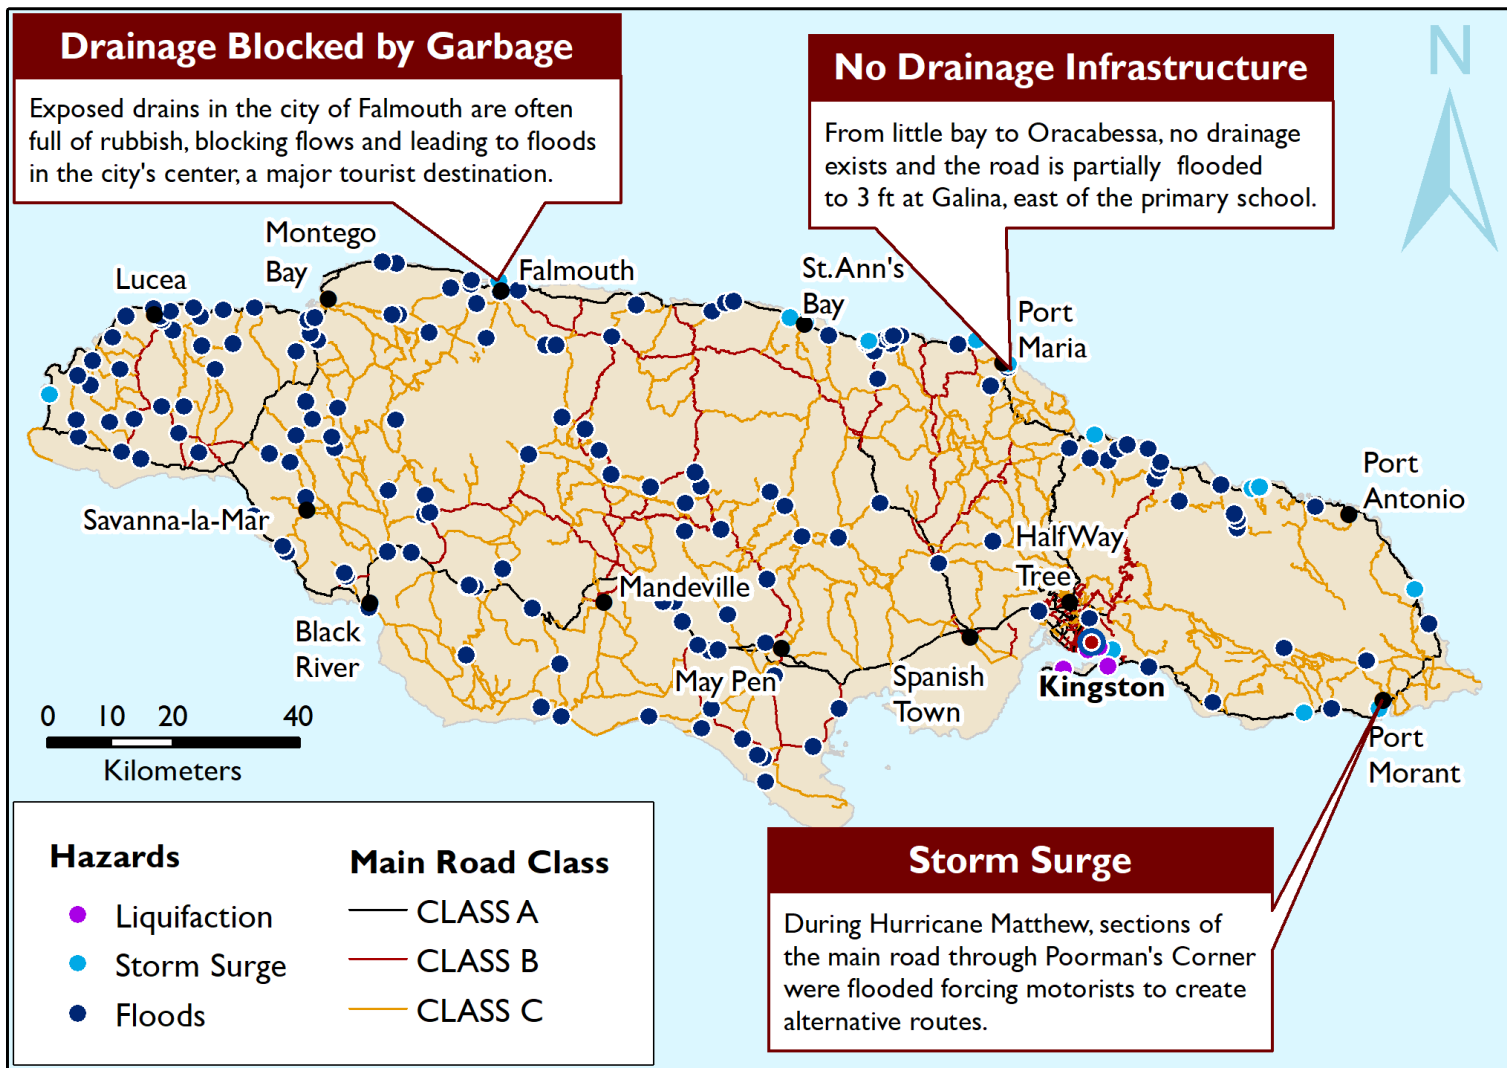 Drainage Blocked by Garbage
Exposed drains in the city of Falmouth are often
full of rubbish, blocking flows and leading to floods
in the city's center, a major tourist destination.
No Drainage Infrastructure
From little bay to Oracabessa, no drainage
exists and the road is partially flooded
to 3 ft at Galina, east of the primary school.
N
Montego
Bay
Lucea
Falmouth
St. Ann's
Bay
Port
Maria
Port
Antonio
Savanna-la-Mar
Half Way
Tree
Mandeville
Black
River
May Pen
Spanish
Town
Kingston
Port
Morant
0 10 20 40
Kilometers
Hazards
Liquifaction
Storm Surge
Floods
Main Road Class
CLASS A
CLASS B
CLASS C
Storm Surge
During Hurricane Matthew, sections of
the main road through Poorman's Corner
were flooded forcing motorists to create
alternative routes.